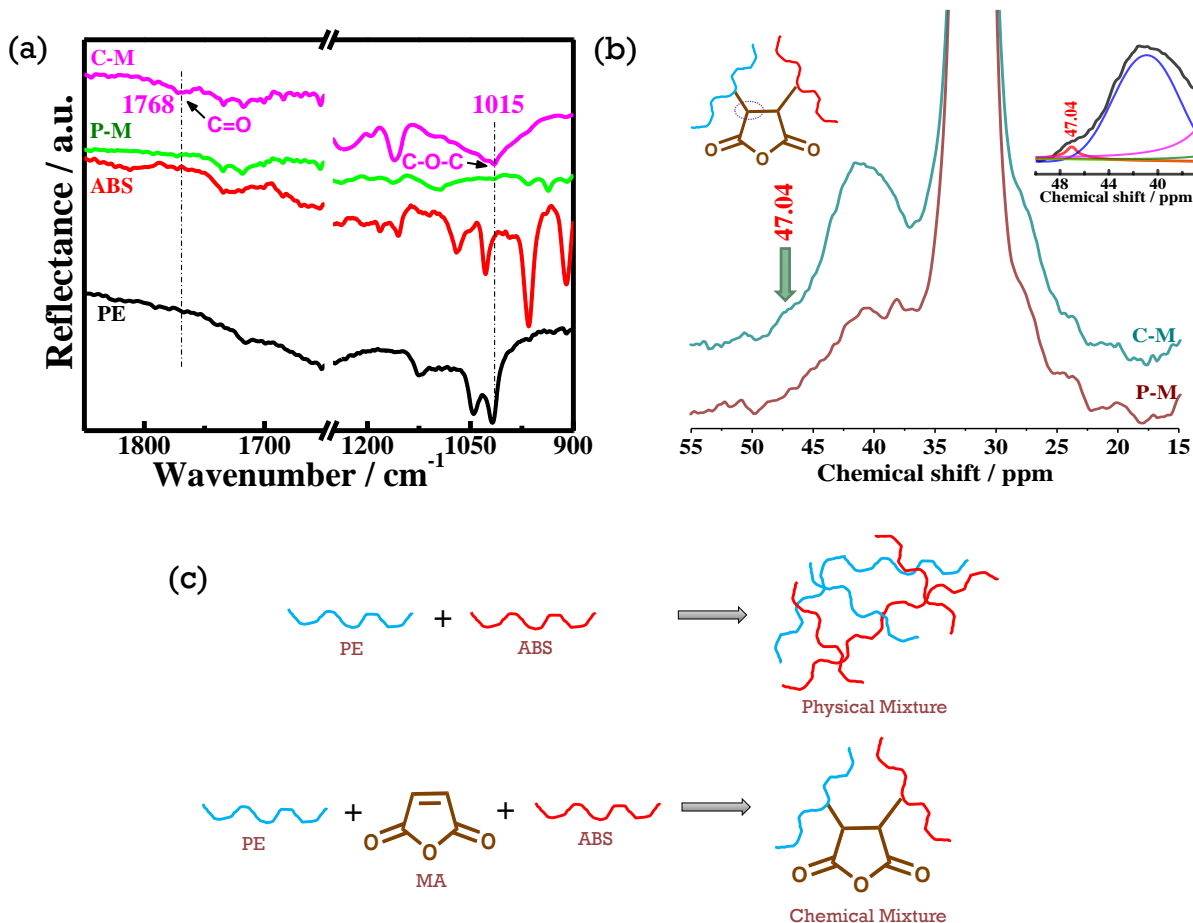 (a)
C-M
1768
C=O
1015
C-O-C
P-M
ABS
PE
Reflectance / a.u.
1800
1700
1200
1050
900
Wavenumber / cm⁻¹
(b)
O
O
O
47.04
47.04
48
44
40
Chemical shift / ppm
C-M
P-M
55
50
45
40
35
30
25
20
15
Chemical shift / ppm
(c)
PE
+
ABS
Physical Mixture
PE
+
O
O
O
MA
+
ABS
O
O
O
Chemical Mixture